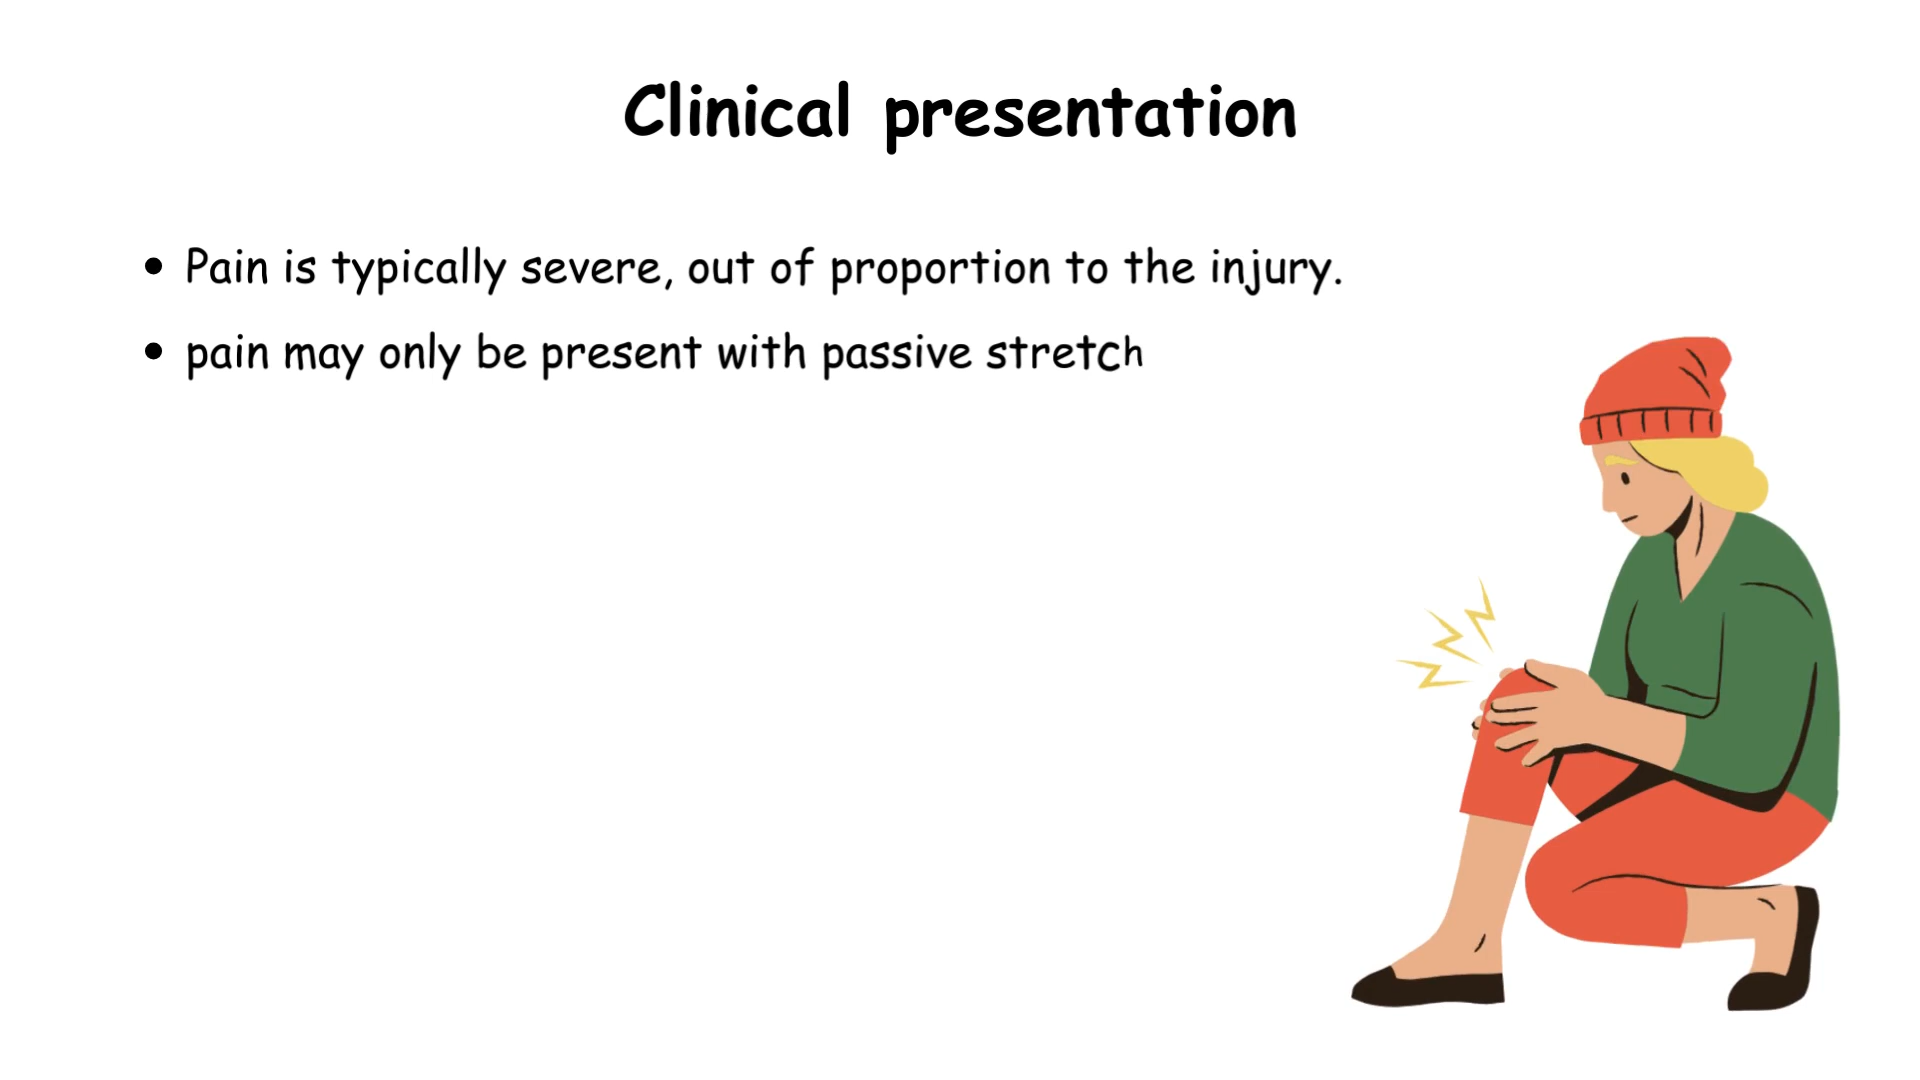 Clinical presentation
• Pain is typically severe, out of proportion to the injury.
• pain may only be present with passive stretch